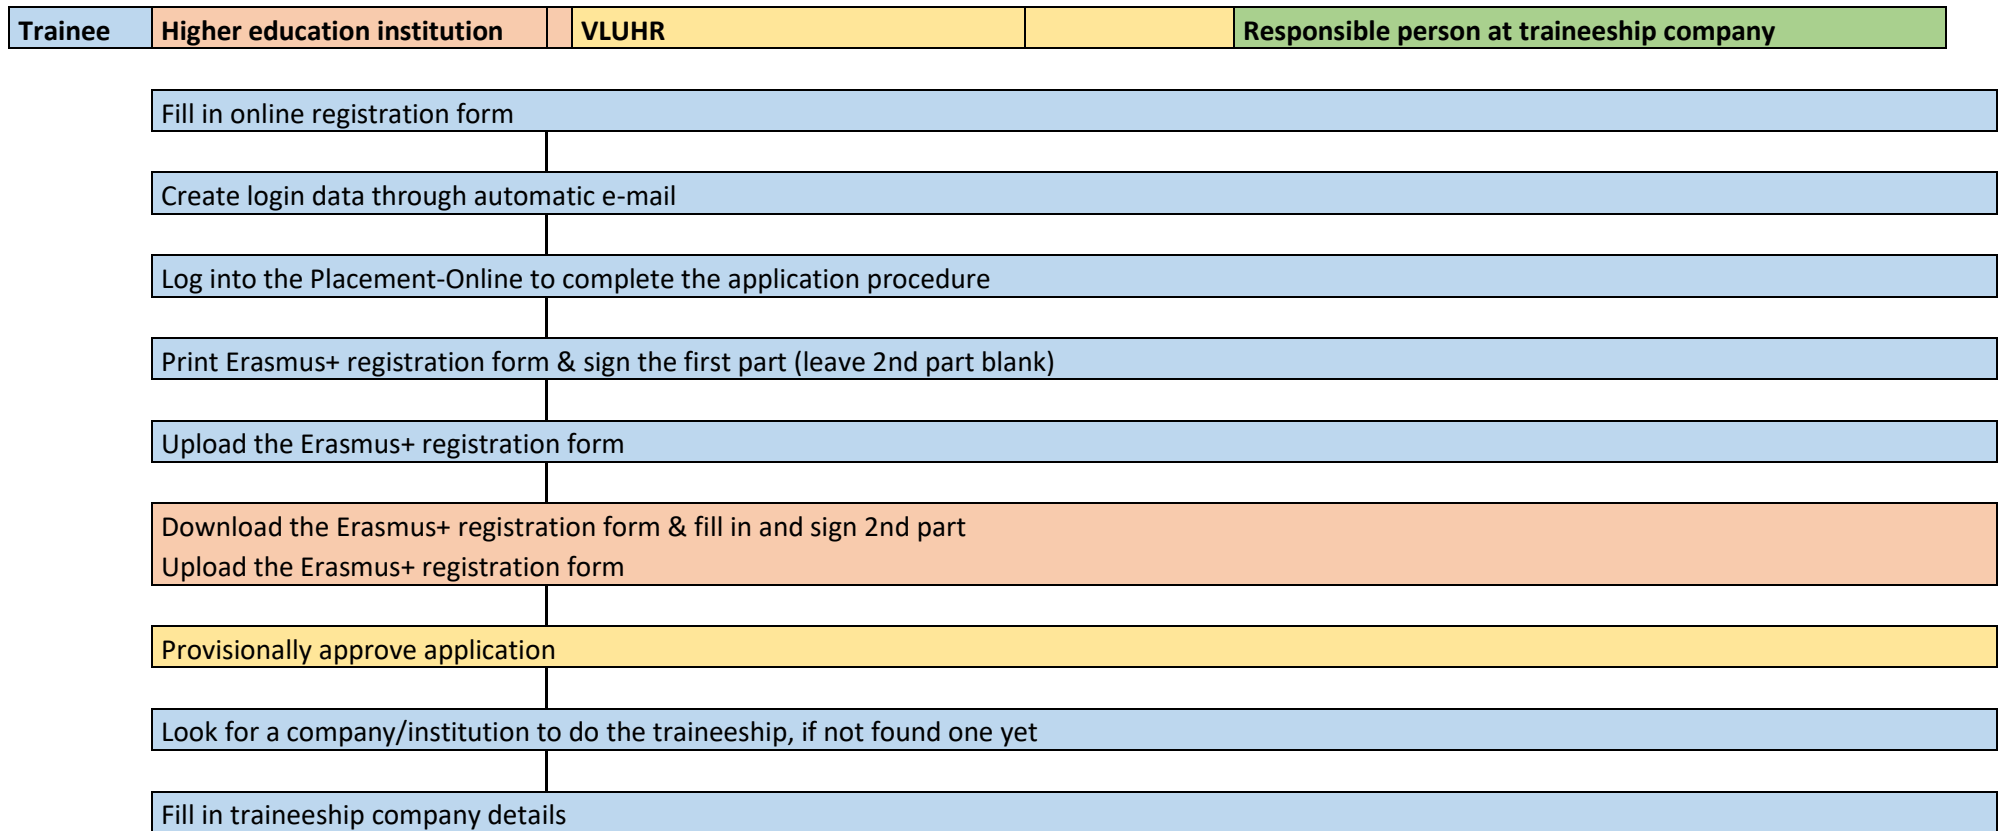 Trainee Higher education institution VLUHR Responsible person at traineeship company
Fill in online registration form
Create login data through automatic e-mail
Log into the Placement-Online to complete the application procedure
Print Erasmus+ registration form & sign the first part (leave 2nd part blank)
Upload the Erasmus+ registration form
Download the Erasmus+ registration form & fill in and sign 2nd part
Upload the Erasmus+ registration form
Provisionally approve application
Look for a company/institution to do the traineeship, if not found one yet
Fill in traineeship company details